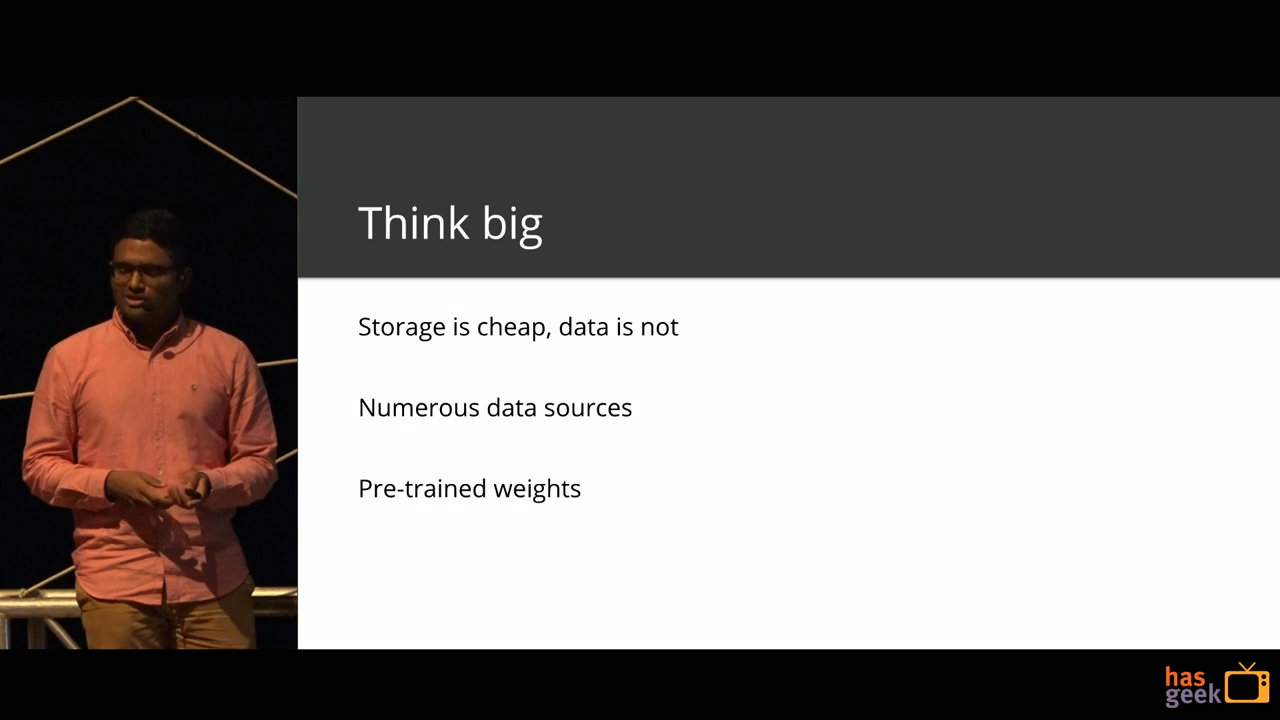 Think big
Storage is cheap, data is not
Numerous data sources
Pre-trained weights
has
geek